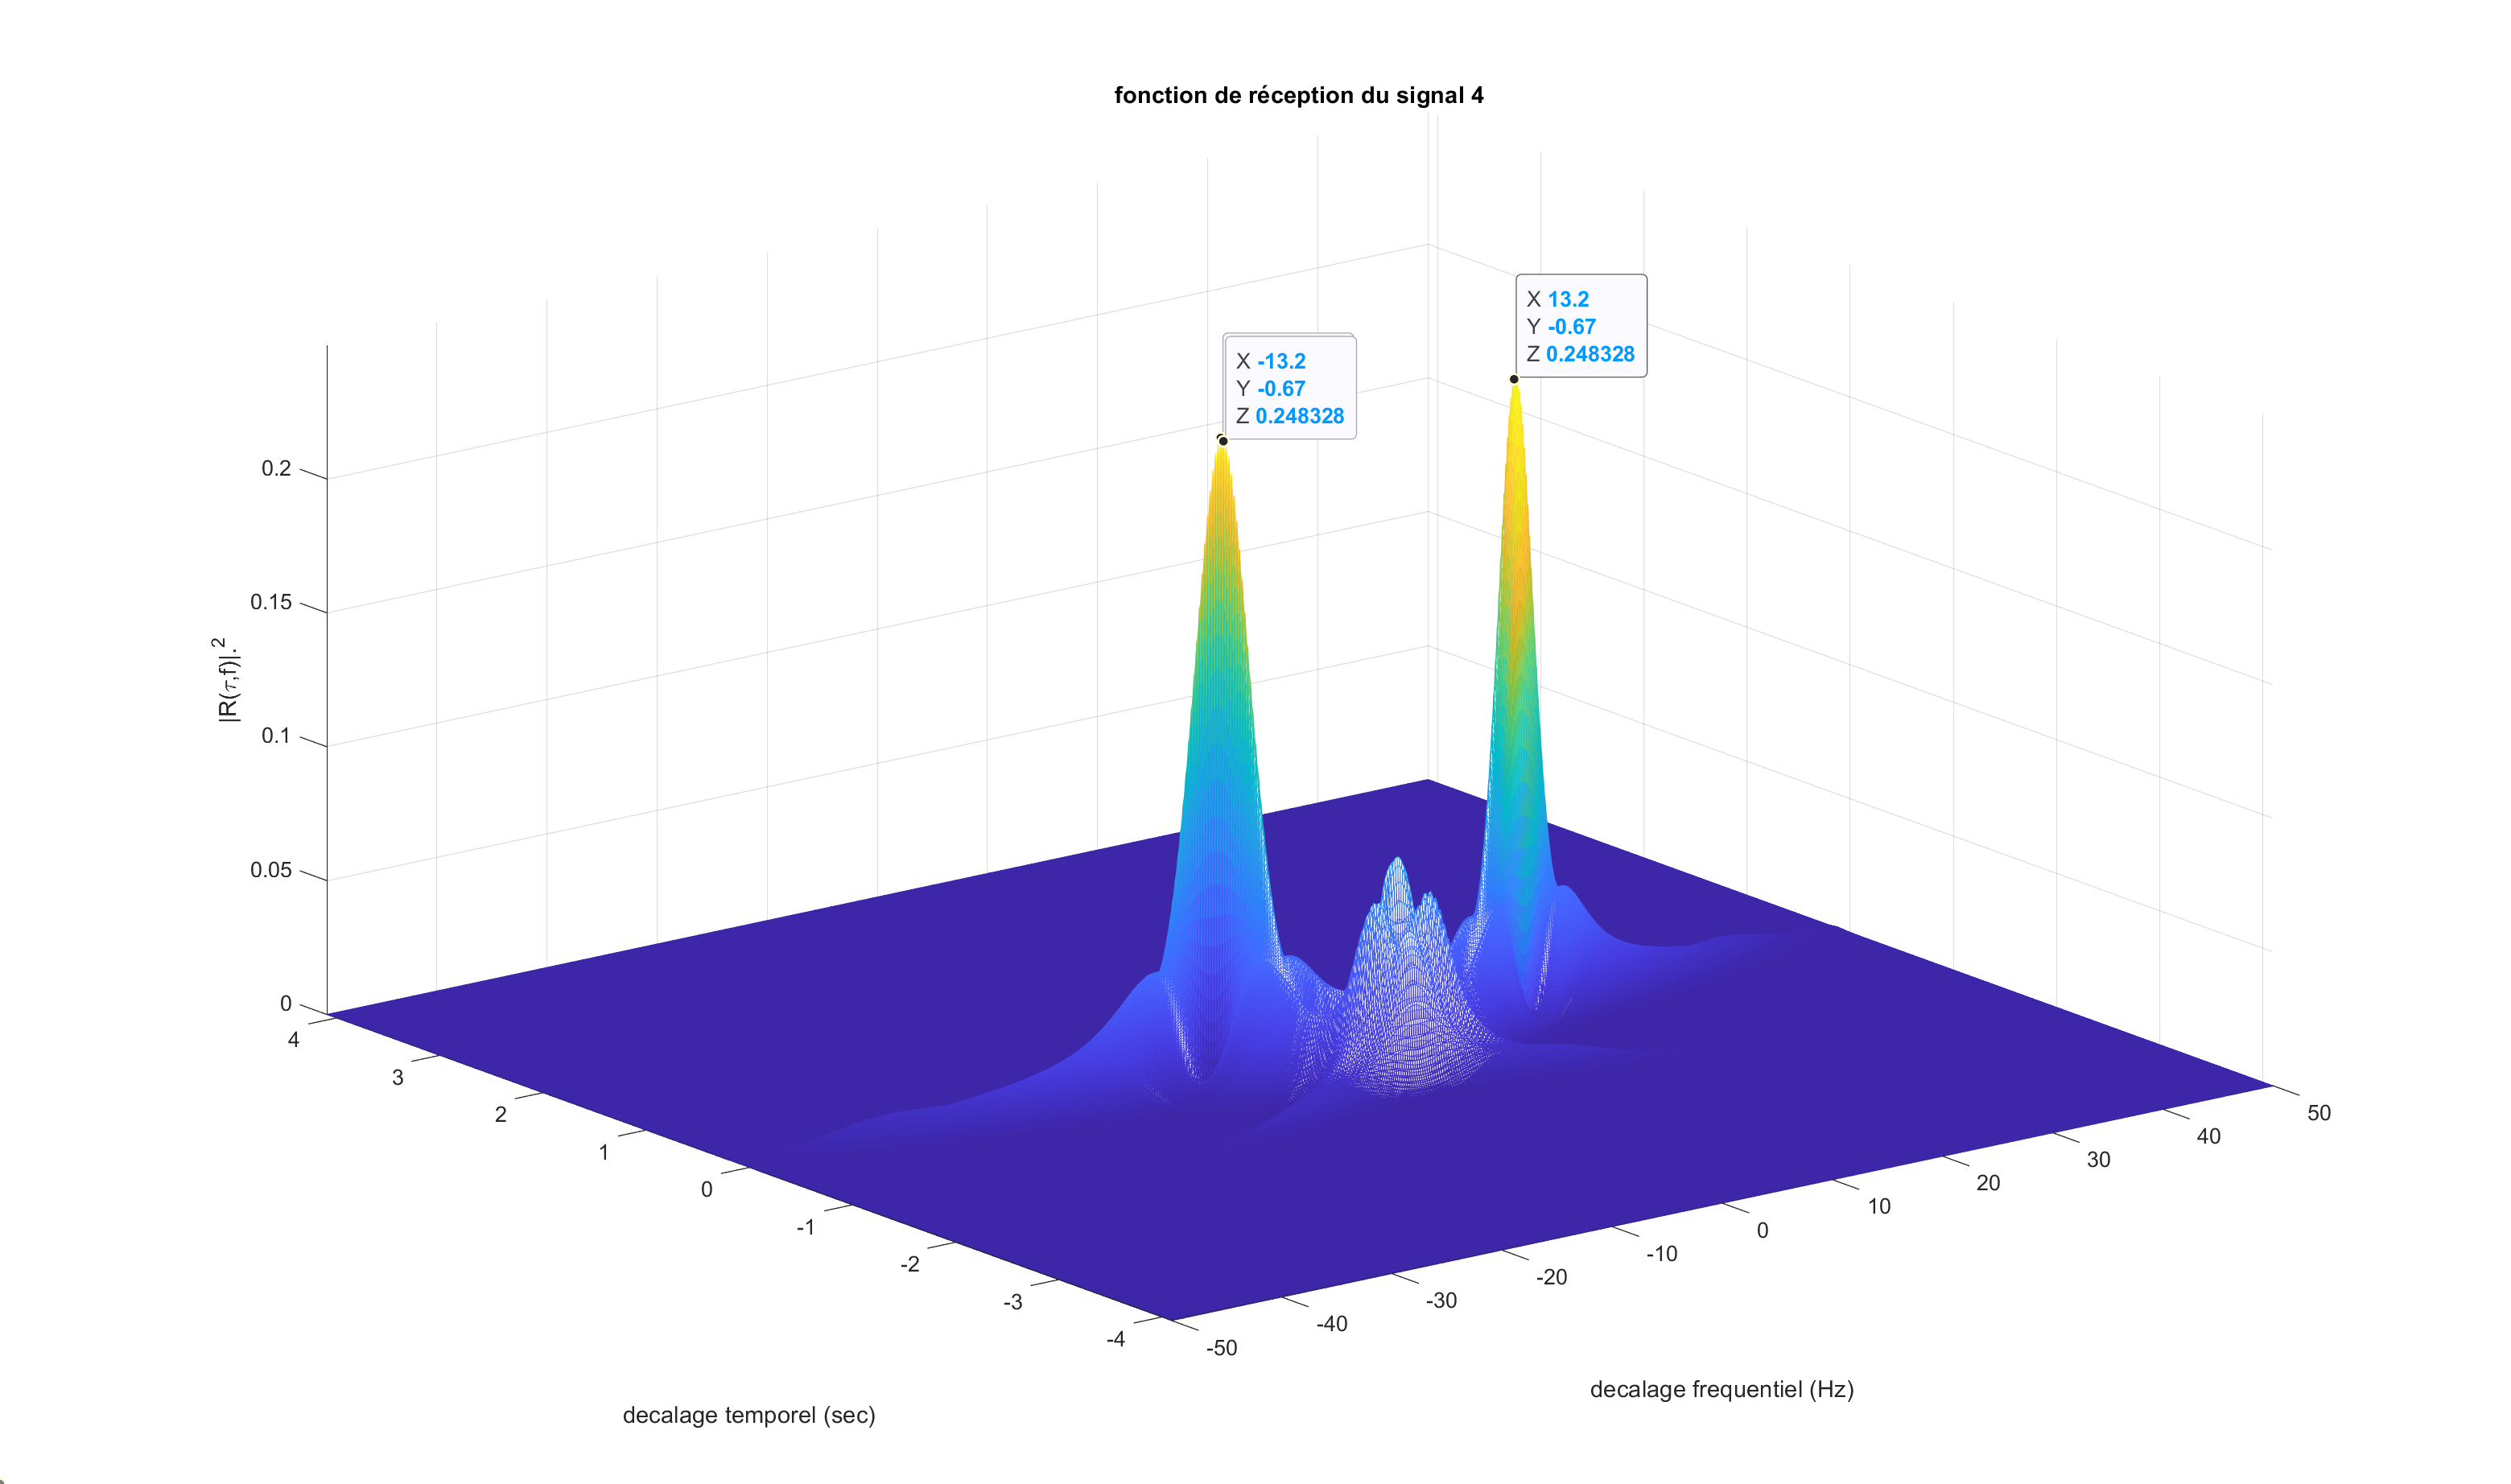 fonction de réception du signal 4
X 13.2
Y -0.67
Z 0.248328
X -13.2
Y -0.67
Z 0.248328
|R(τ,f)|.²
0.2
0.15
0.1
0.05
0
4
3
2
1
0
-1
-2
-3
-4
-50
-40
-30
-20
-10
0
10
20
30
40
50
decalage temporel (sec)
decalage frequentiel (Hz)